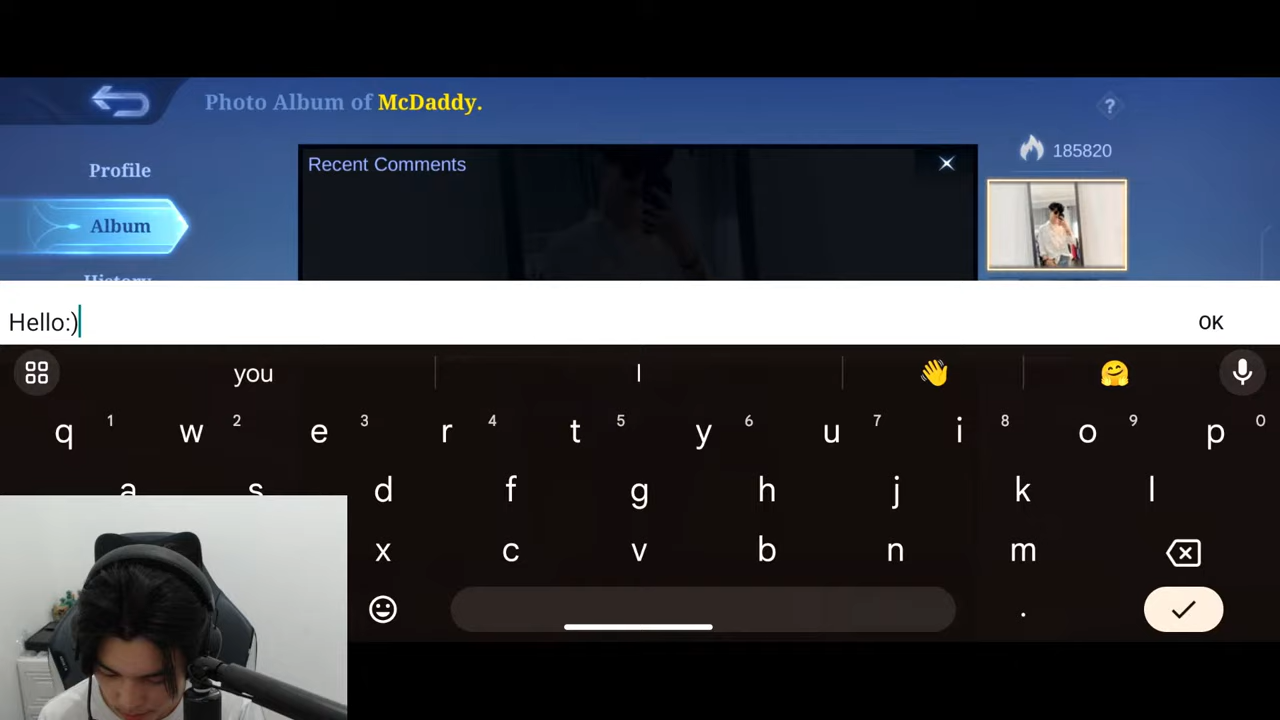 Photo Album of McDaddy.
?
Profile
Recent Comments
185820
Album
History
Hello:)
OK
you
I
q 1 w 2 e 3 r 4 t 5 y 6 u 7 i 8 o 9 p 0
a s d f g h j k l
x c v b n m
.